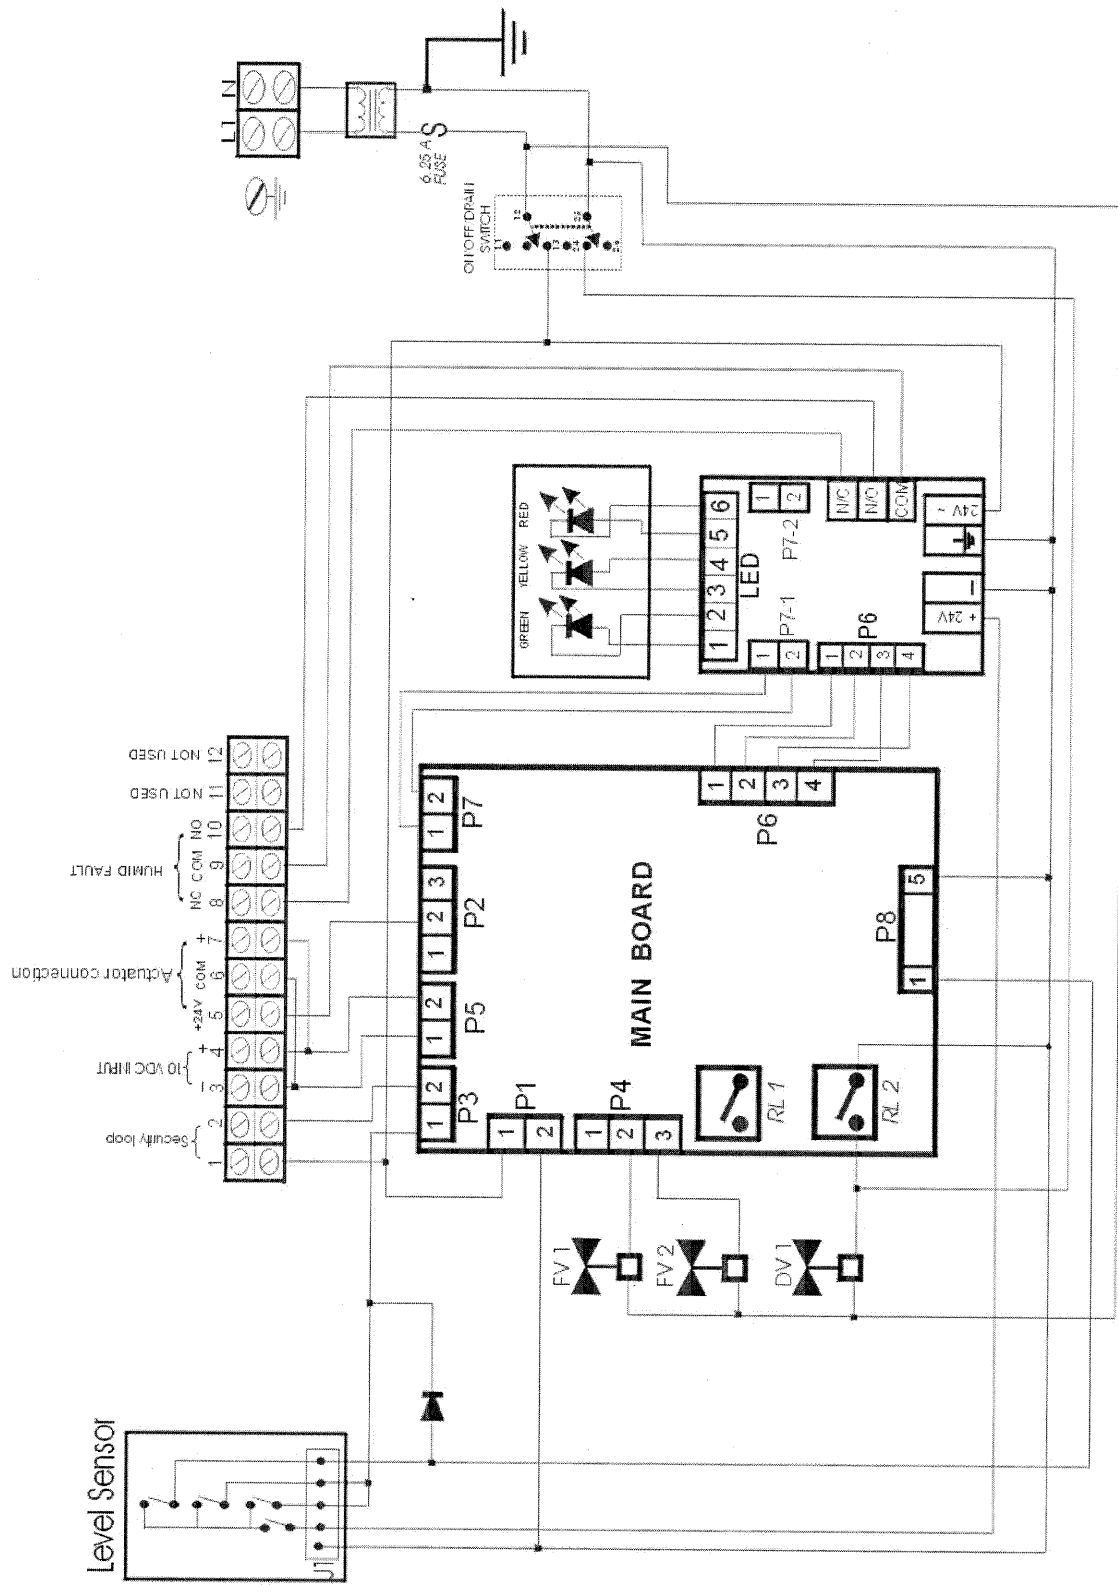 Level Sensor
J1
Security loop
1 2
10 VDC INPUT
- +
3 4
Actuator connection
+24V COM +
5 6 7
HUMID FAULT
NC COM NO
8 9 10
NOT USED
11
NOT USED
12
L1 N
6.25 A
FUSE
S
ON/OFF/DRAIN
SWITCH
11
13
MAIN BOARD
P3
1 2
P5
1 2
P2
1 2 3
P7
1 2
P1
1
2
P4
1
2
3
RL 1
RL 2
P8
1 5
P6
1
2
3
4
FV 1
FV 2
DV 1
GREEN YELLOW RED
1 2 3 4 5 6
LED
P7-1
1
2
P7-2
1
2
P6
1
2
3
4
N/C
N/O
COM
+ 24V
-
24V ~